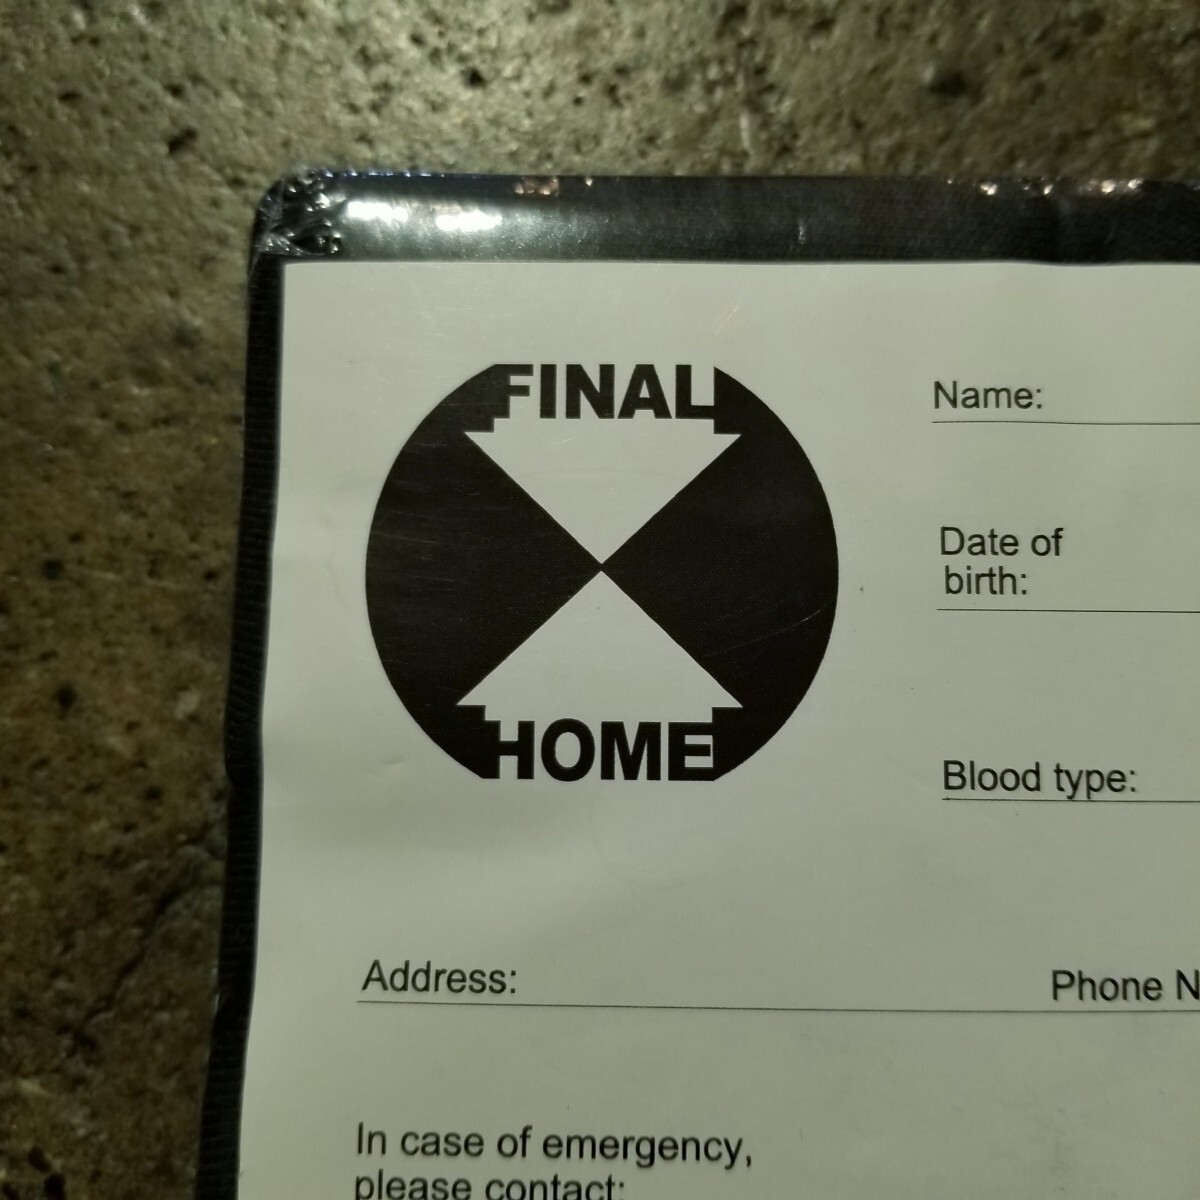 FINAL
HOME
Name:
Date of
birth:
Blood type:
Address:
Phone N
In case of emergency,
please contact: